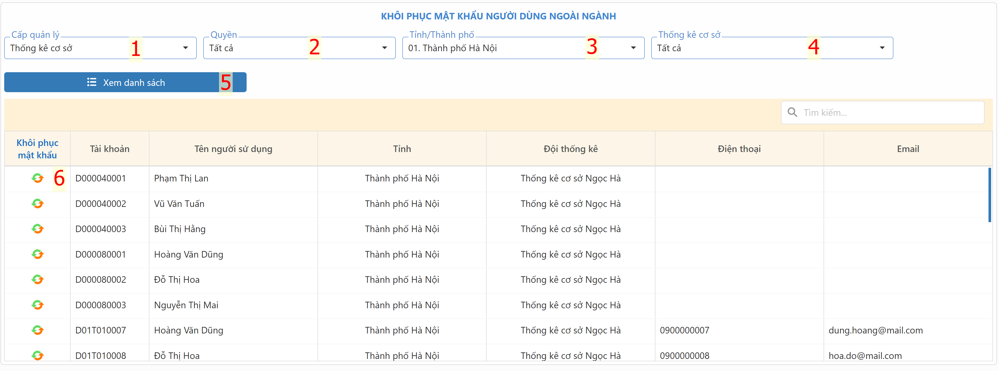 KHÔI PHỤC MẬT KHẨU NGƯỜI DÙNG NGOÀI NGÀNH
Cấp quản lý Quyền Tỉnh/Thành phố Thống kê cơ sở
Thống kê cơ sở 1 Tất cả 2 01. Thành phố Hà Nội 3 Tất cả 4
Xem danh sách 5
Tìm kiếm...
Khôi phục mật khẩu Tài khoản Tên người sử dụng Tỉnh Đội thống kê Điện thoại Email
6 D000040001 Phạm Thị Lan Thành phố Hà Nội Thống kê cơ sở Ngọc Hà
D000040002 Vũ Văn Tuấn Thành phố Hà Nội Thống kê cơ sở Ngọc Hà
D000040003 Bùi Thị Hằng Thành phố Hà Nội Thống kê cơ sở Ngọc Hà
D000080001 Hoàng Văn Dũng Thành phố Hà Nội Thống kê cơ sở Ngọc Hà
D000080002 Đỗ Thị Hoa Thành phố Hà Nội Thống kê cơ sở Ngọc Hà
D000080003 Nguyễn Thị Mai Thành phố Hà Nội Thống kê cơ sở Ngọc Hà
D01T010007 Hoàng Văn Dũng Thành phố Hà Nội Thống kê cơ sở Ngọc Hà 0900000007 dung.hoang@mail.com
D01T010008 Đỗ Thị Hoa Thành phố Hà Nội Thống kê cơ sở Ngọc Hà 0900000008 hoa.do@mail.com